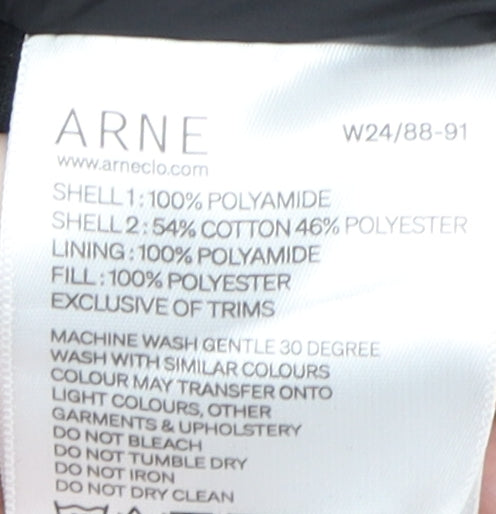 ARNE
W24/88-91
www.arneclo.com
SHELL 1 : 100% POLYAMIDE
SHELL 2 : 54% COTTON 46% POLYESTER
LINING : 100% POLYAMIDE
FILL : 100% POLYESTER
EXCLUSIVE OF TRIMS
MACHINE WASH GENTLE 30 DEGREE
WASH WITH SIMILAR COLOURS
COLOUR MAY TRANSFER ONTO
LIGHT COLOURS, OTHER
GARMENTS & UPHOLSTERY
DO NOT BLEACH
DO NOT TUMBLE DRY
DO NOT IRON
DO NOT DRY CLEAN